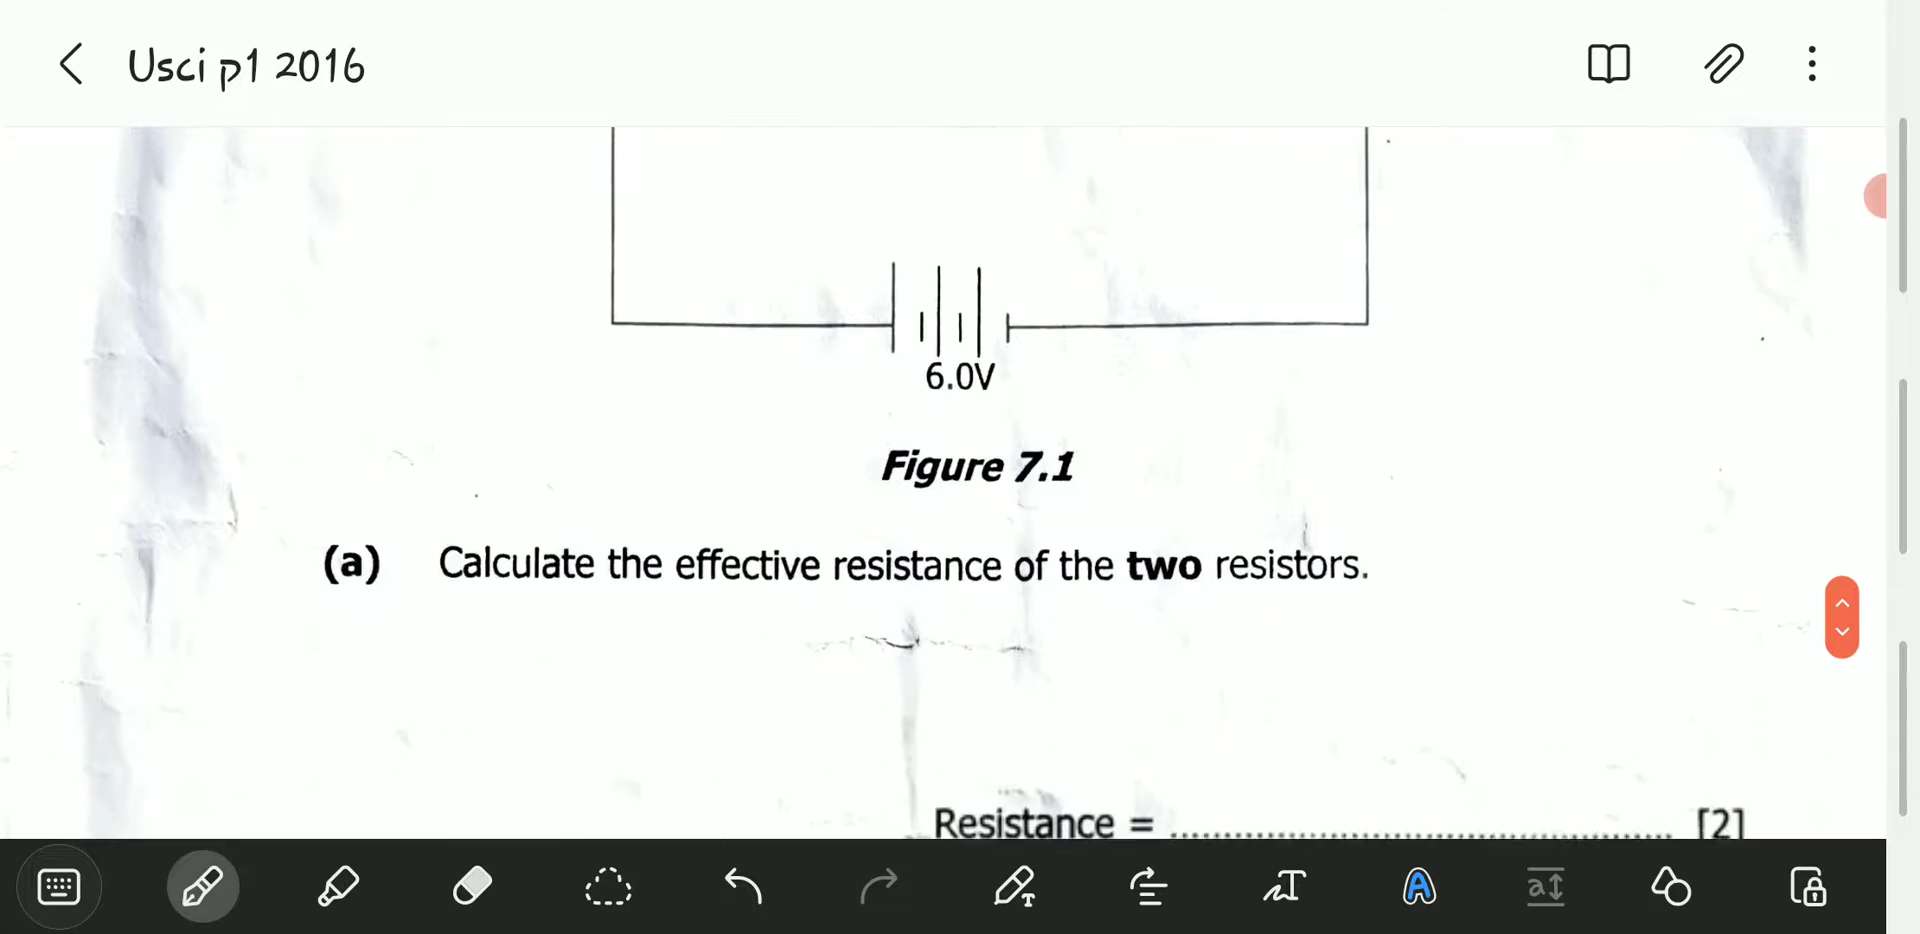 Usci p1 2016
6.0V
Figure 7.1
(a) Calculate the effective resistance of the two resistors.
Resistance = ........................................................ [2]